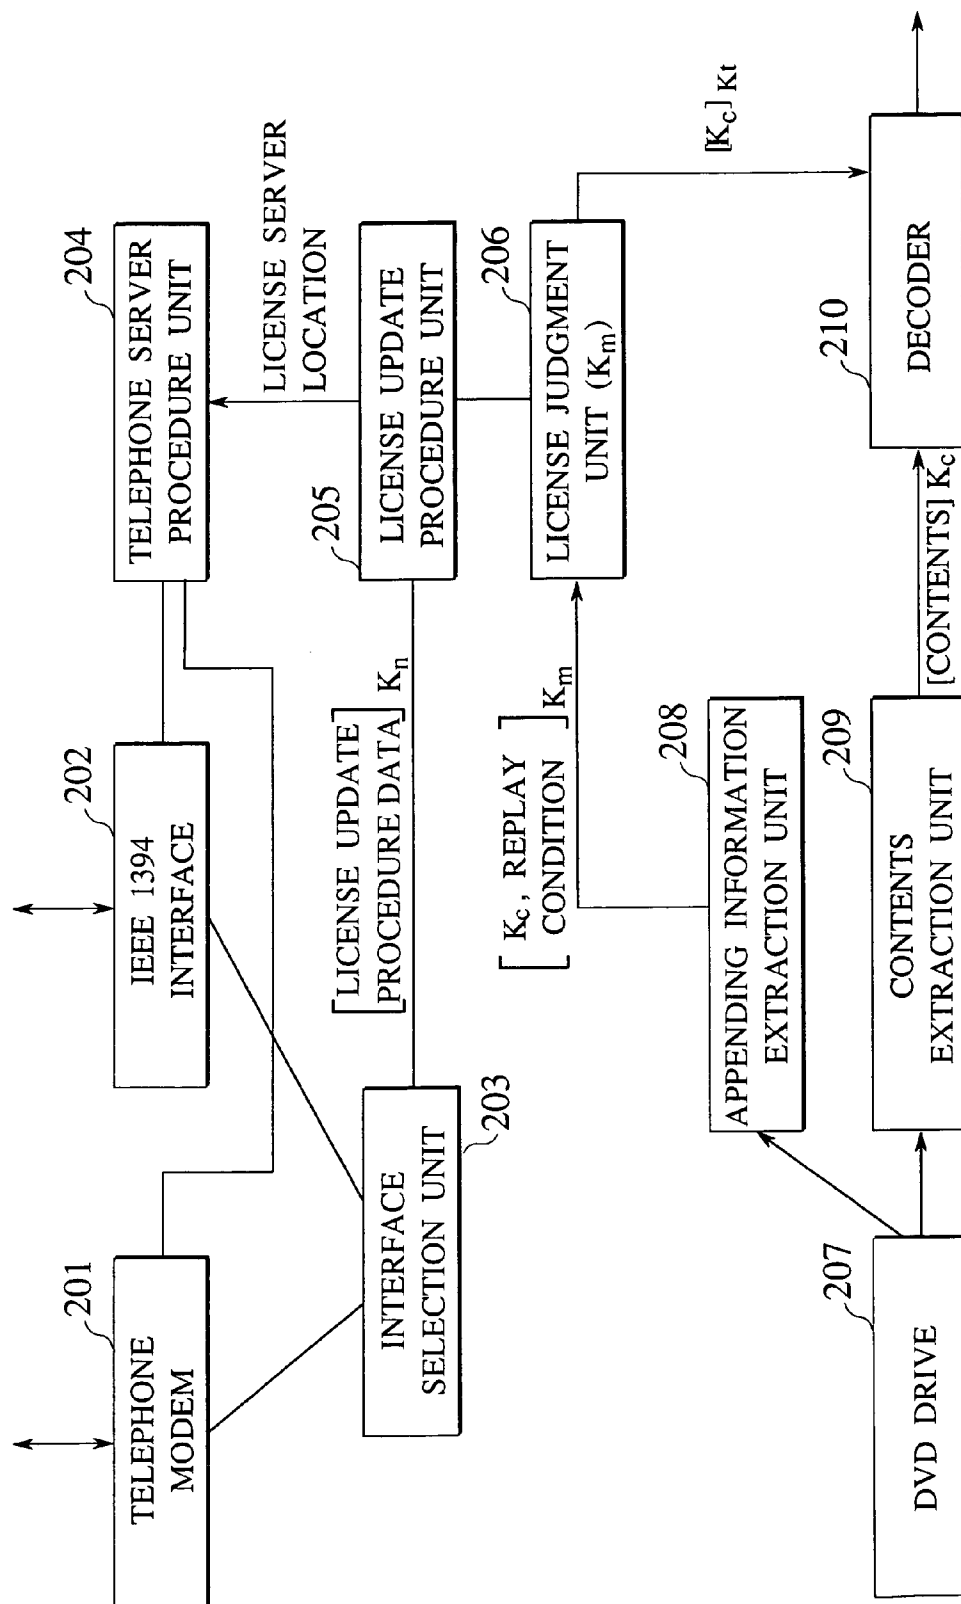 201
TELEPHONE
MODEM
202
IEEE 1394
INTERFACE
204
TELEPHONE SERVER
PROCEDURE UNIT
LICENSE SERVER
LOCATION
INTERFACE
SELECTION UNIT
203
[LICENSE UPDATE
PROCEDURE DATA] Kn
205
LICENSE UPDATE
PROCEDURE UNIT
[Kc, REPLAY
CONDITION] Km
206
LICENSE JUDGMENT
UNIT (Km)
[Kc] Kt
208
APPENDING INFORMATION
EXTRACTION UNIT
207
DVD DRIVE
209
CONTENTS
EXTRACTION UNIT
[CONTENTS] Kc
210
DECODER